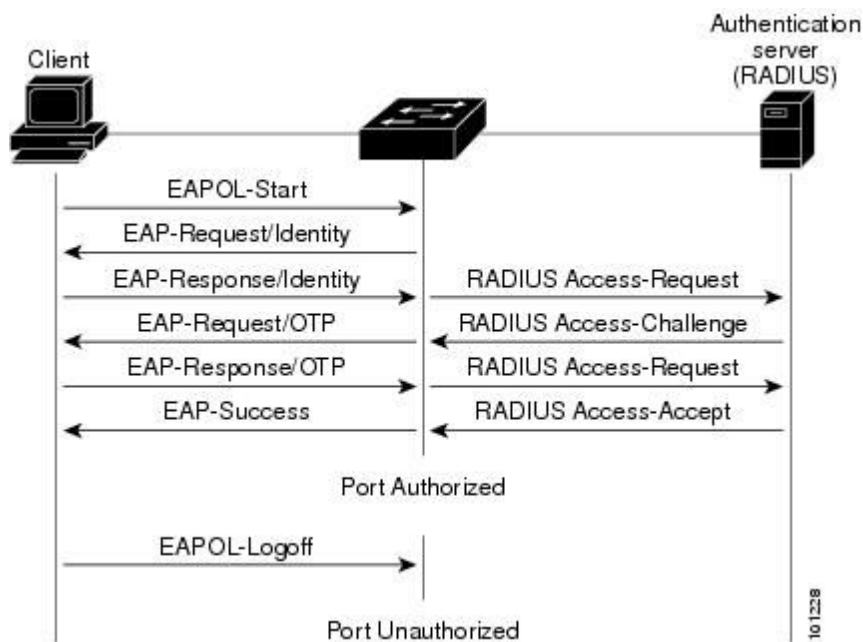 Authentication
server
(RADIUS)
Client
EAPOL-Start
EAP-Request/Identity
EAP-Response/Identity
RADIUS Access-Request
EAP-Request/OTP
RADIUS Access-Challenge
EAP-Response/OTP
RADIUS Access-Request
EAP-Success
RADIUS Access-Accept
Port Authorized
EAPOL-Logoff
Port Unauthorized
101228